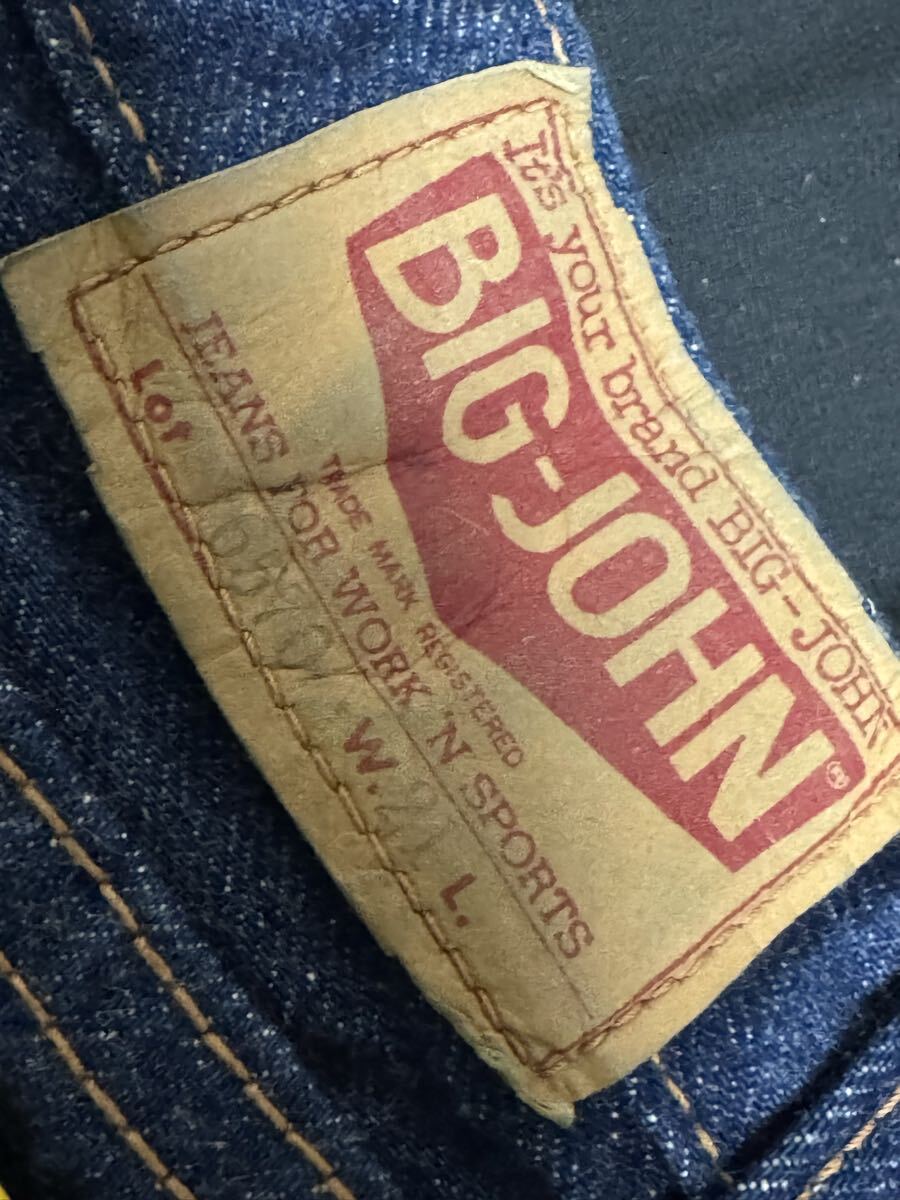 It's your brand BIG-JOHN
BIG-JOHN®
TRADE MARK REGISTERED
JEANS FOR WORK 'N SPORTS
Lot W. L.